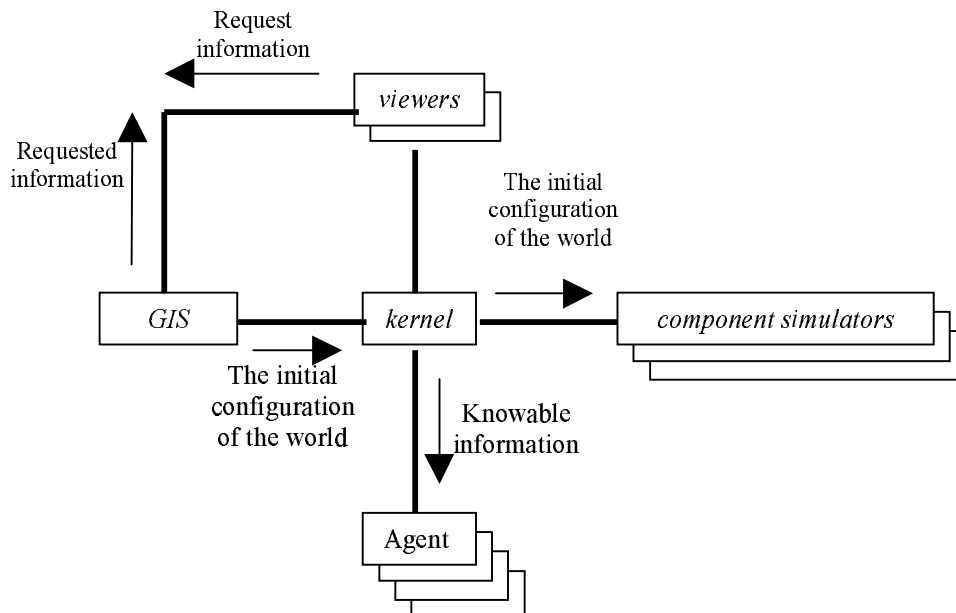 Request
information
viewers
Requested
information
The initial
configuration
of the world
GIS
kernel
component simulators
The initial
configuration
of the world
Knowable
information
Agent